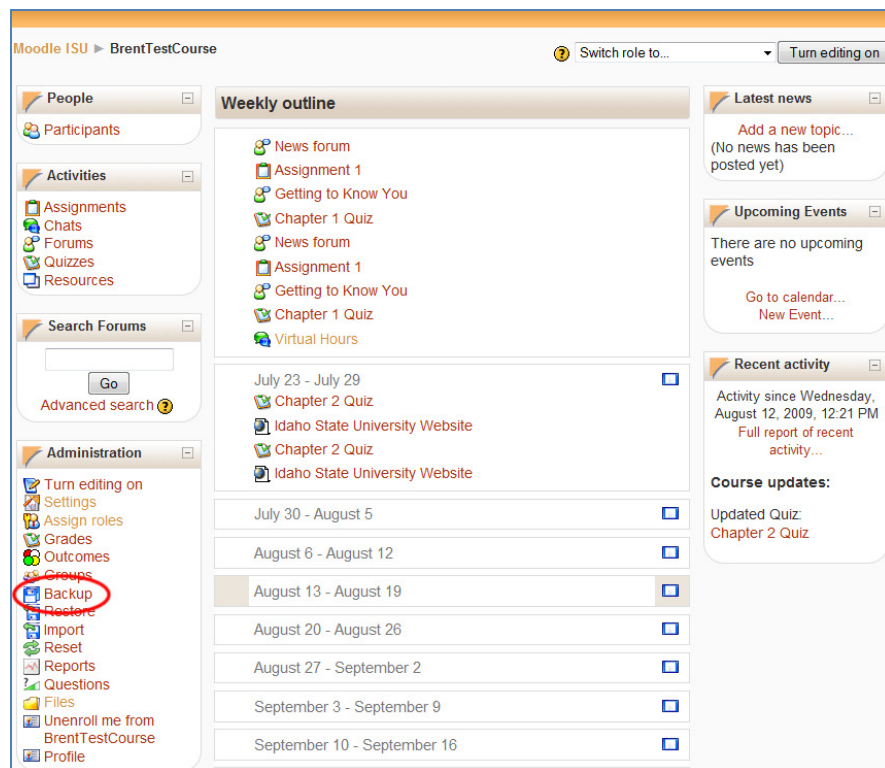 Moodle ISU ► BrentTestCourse
Switch role to...
Turn editing on
People
Participants
Activities
Assignments
Chats
Forums
Quizzes
Resources
Search Forums
Go
Advanced search
Administration
Turn editing on
Settings
Assign roles
Grades
Outcomes
Groups
Backup
Restore
Import
Reset
Reports
Questions
Files
Unenroll me from
BrentTestCourse
Profile
Weekly outline
News forum
Assignment 1
Getting to Know You
Chapter 1 Quiz
News forum
Assignment 1
Getting to Know You
Chapter 1 Quiz
Virtual Hours
July 23 - July 29
Chapter 2 Quiz
Idaho State University Website
Chapter 2 Quiz
Idaho State University Website
July 30 - August 5
August 6 - August 12
August 13 - August 19
August 20 - August 26
August 27 - September 2
September 3 - September 9
September 10 - September 16
Latest news
Add a new topic...
(No news has been
posted yet)
Upcoming Events
There are no upcoming
events
Go to calendar...
New Event...
Recent activity
Activity since Wednesday,
August 12, 2009, 12:21 PM
Full report of recent
activity...
Course updates:
Updated Quiz:
Chapter 2 Quiz